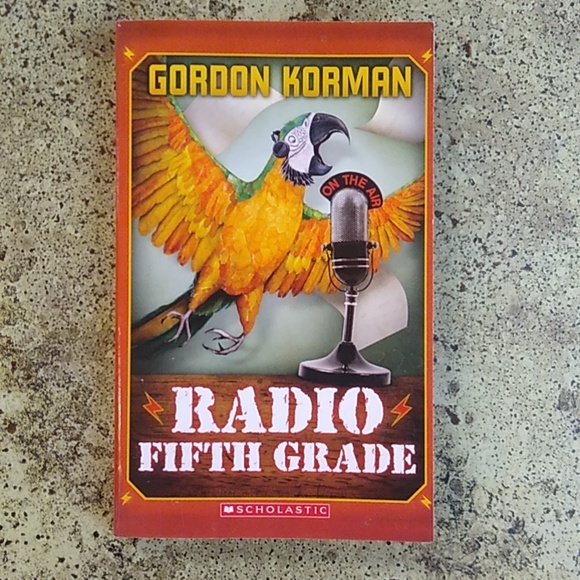 GORDON KORMAN
ON THE AIR
RADIO
FIFTH GRADE
SCHOLASTIC